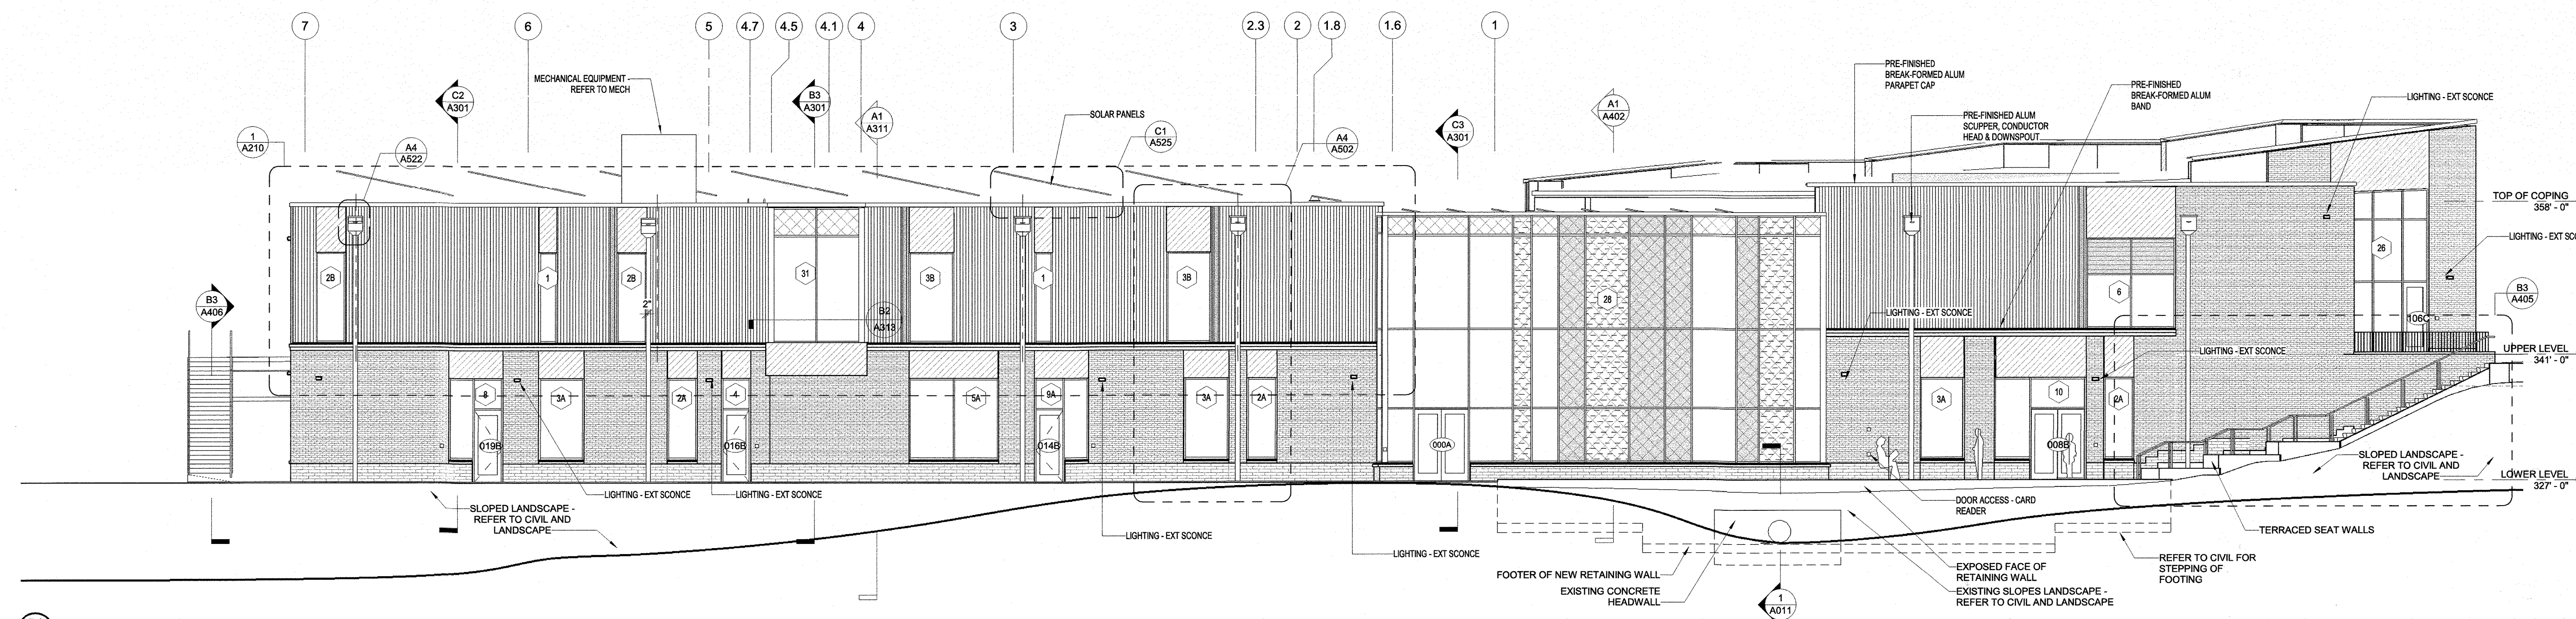 7
6
5
4.7
4.5
4.1
4
3
2.3
2
1.8
1.6
1
MECHANICAL EQUIPMENT -
REFER TO MECH
C2
A301
B3
A301
A1
A311
SOLAR PANELS
C1
A525
A4
A502
C3
A301
A1
A402
PRE-FINISHED
BREAK-FORMED ALUM
PARAPET CAP
PRE-FINISHED ALUM
SCUPPER, CONDUCTOR
HEAD & DOWNSPOUT
PRE-FINISHED
BREAK-FORMED ALUM
BAND
LIGHTING - EXT SCONCE
1
A210
A4
A522
TOP OF COPING
358' - 0"
LIGHTING - EXT SC
2B
1
2B
31
3B
1
3B
28
6
26
2"
B3
A406
B2
A313
LIGHTING - EXT SCONCE
106C
B3
A405
LIGHTING - EXT SCONCE
UPPER LEVEL
341' - 0"
8
3A
2A
4
5A
9A
3A
2A
3A
10
2A
019B
016B
014B
000A
008B
LIGHTING - EXT SCONCE
LIGHTING - EXT SCONCE
SLOPED LANDSCAPE -
REFER TO CIVIL AND
LANDSCAPE
LIGHTING - EXT SCONCE
LIGHTING - EXT SCONCE
DOOR ACCESS - CARD
READER
SLOPED LANDSCAPE -
REFER TO CIVIL AND
LANDSCAPE
LOWER LEVEL
327' - 0"
TERRACED SEAT WALLS
FOOTER OF NEW RETAINING WALL
EXISTING CONCRETE
HEADWALL
1
A011
EXPOSED FACE OF
RETAINING WALL
EXISTING SLOPES LANDSCAPE -
REFER TO CIVIL AND LANDSCAPE
REFER TO CIVIL FOR
STEPPING OF
FOOTING